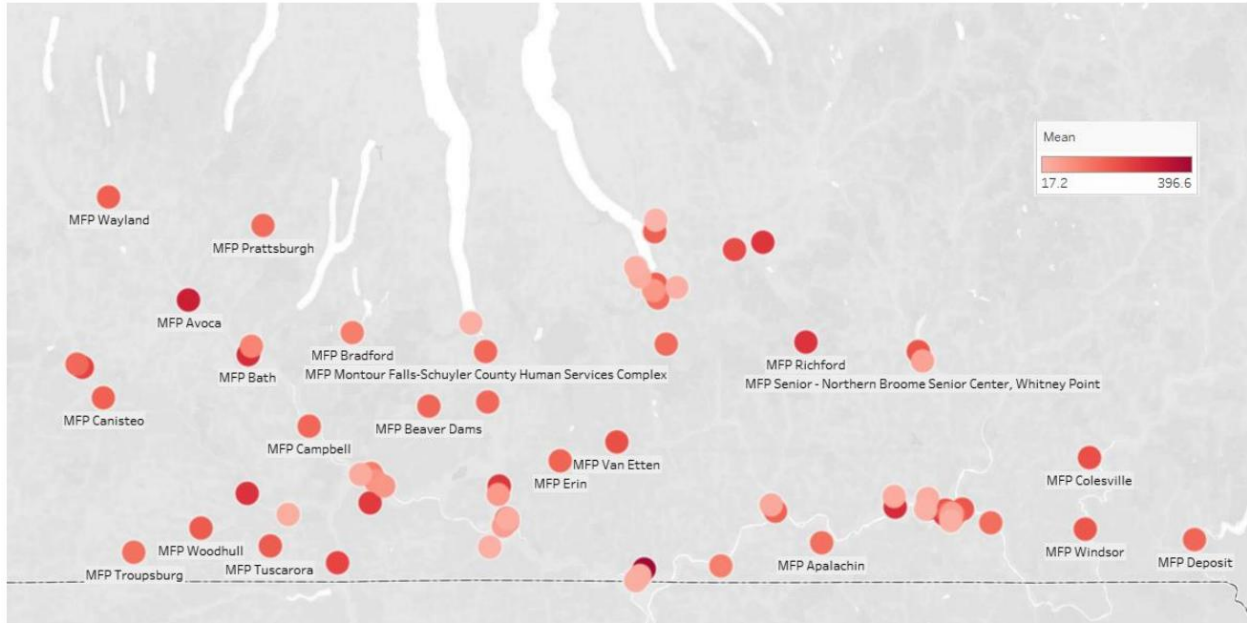 Mean
17.2 396.6
MFP Wayland
MFP Prattsburgh
MFP Avoca
MFP Bradford
MFP Bath
MFP Montour Falls-Schuyler County Human Services Complex
MFP Richford
MFP Senior - Northern Broome Senior Center, Whitney Point
MFP Canisteo
MFP Beaver Dams
MFP Campbell
MFP Van Etten
MFP Erin
MFP Colesville
MFP Woodhull
MFP Windsor
MFP Troupsburg
MFP Tuscarora
MFP Apalachin
MFP Deposit